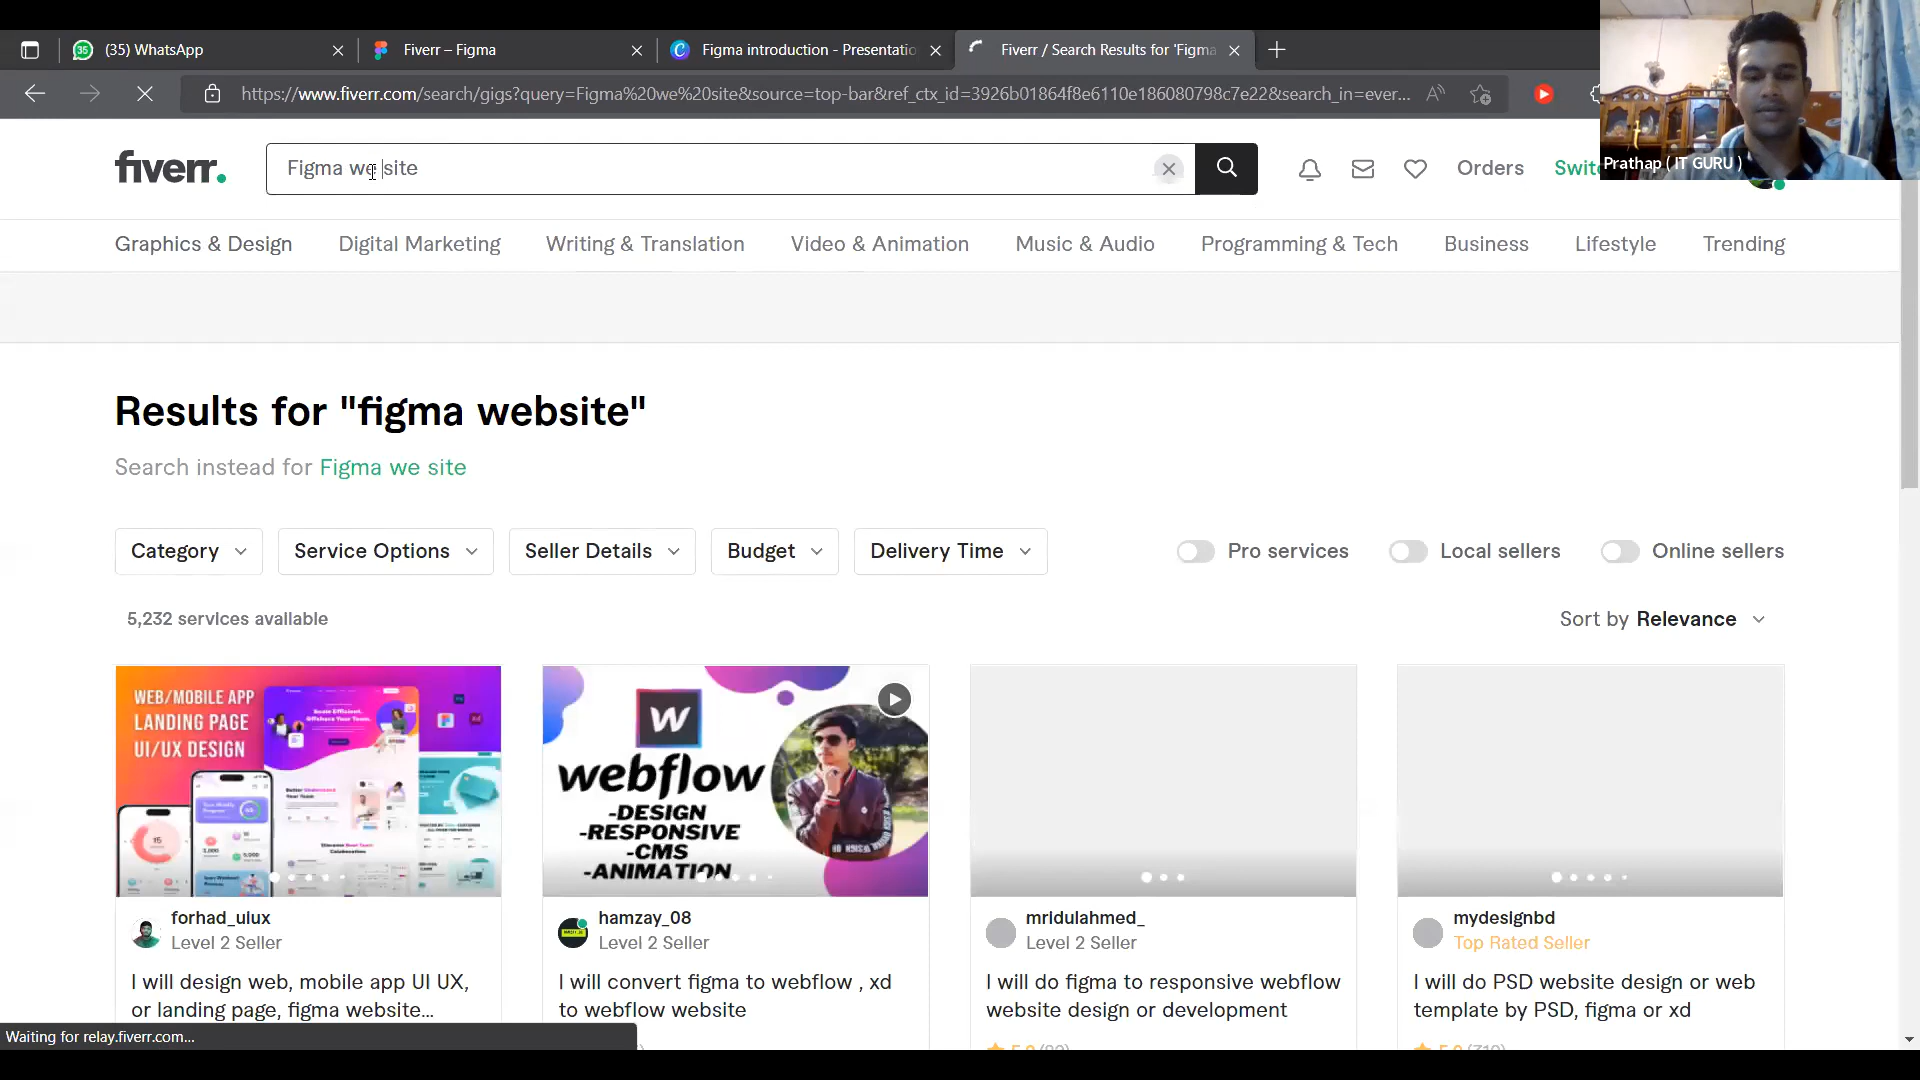 (35) WhatsApp
Fiverr – Figma
Figma introduction - Presentatio
Fiverr / Search Results for 'Figma
https://www.fiverr.com/search/gigs?query=Figma%20we%20site&source=top-bar&ref_ctx_id=3926b01864f8e6110e186080798c7e22&search_in=ever...
Prathap ( IT GURU )
fiverr.
Figma we site
Orders
Switc
Graphics & Design
Digital Marketing
Writing & Translation
Video & Animation
Music & Audio
Programming & Tech
Business
Lifestyle
Trending
Results for "figma website"
Search instead for Figma we site
Category
Service Options
Seller Details
Budget
Delivery Time
Pro services
Local sellers
Online sellers
5,232 services available
Sort by Relevance
WEB/MOBILE APP
LANDING PAGE
UI/UX DESIGN
W
webflow
-DESIGN
-RESPONSIVE
-CMS
-ANIMATION
forhad_uiux
Level 2 Seller
I will design web, mobile app UI UX,
or landing page, figma website...
hamzay_08
Level 2 Seller
I will convert figma to webflow , xd
to webflow website
mridulahmed_
Level 2 Seller
I will do figma to responsive webflow
website design or development
mydesignbd
Top Rated Seller
I will do PSD website design or web
template by PSD, figma or xd
Waiting for relay.fiverr.com...